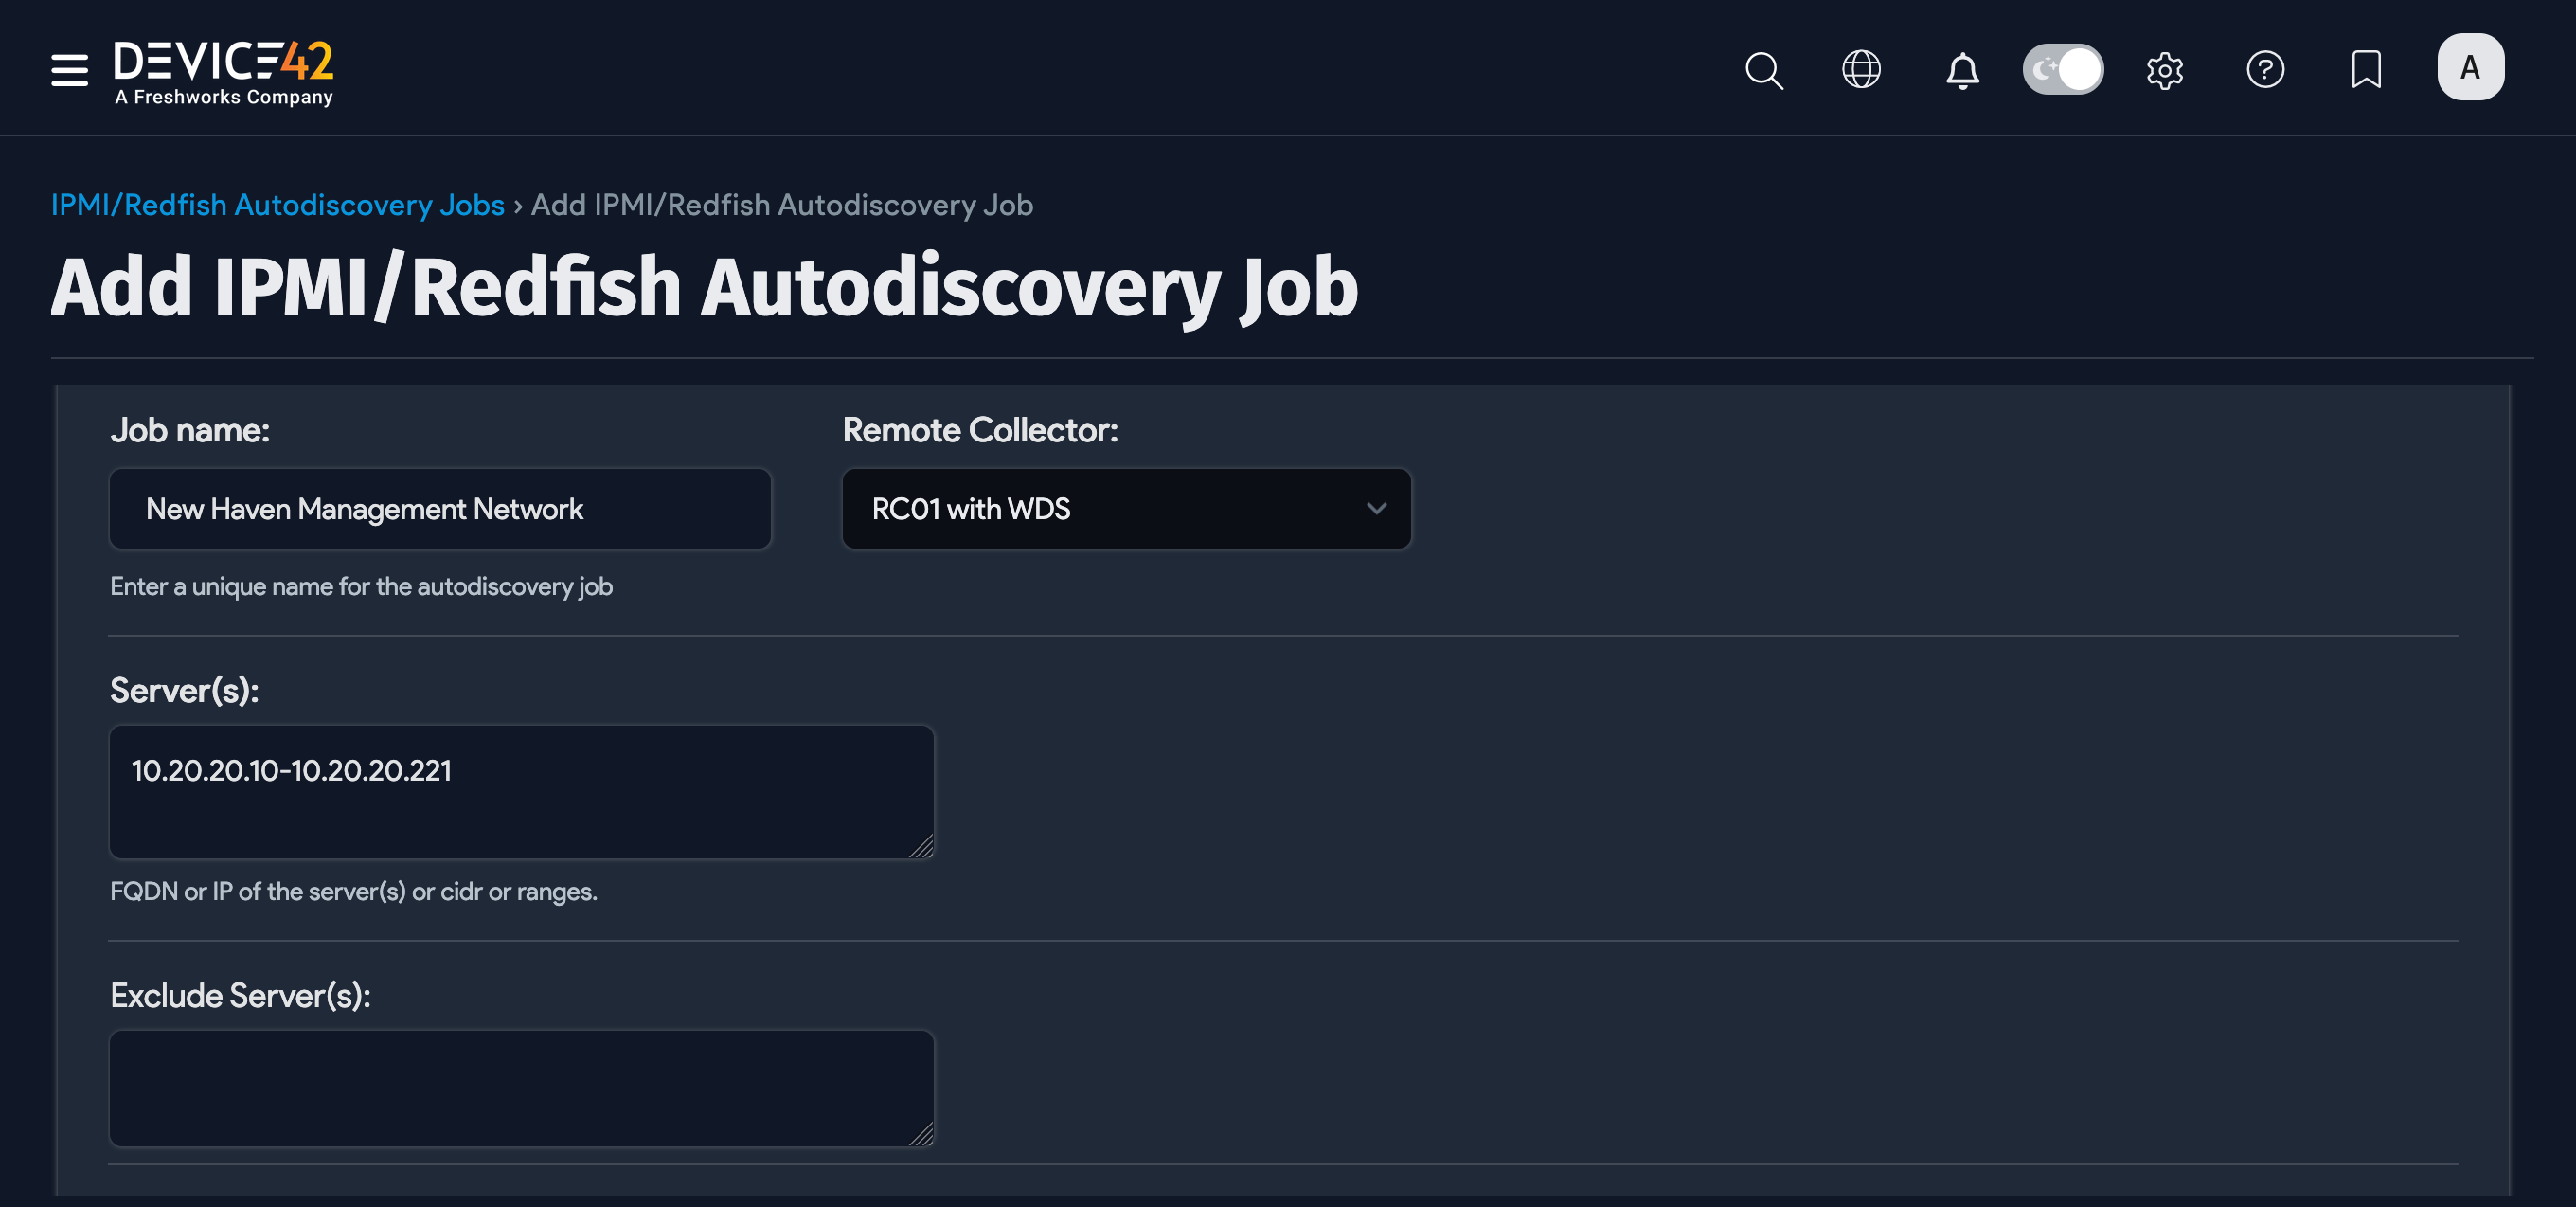 DEVICE42
A Freshworks Company
A
IPMI/Redfish Autodiscovery Jobs › Add IPMI/Redfish Autodiscovery Job
Add IPMI/Redfish Autodiscovery Job
Job name:
Remote Collector:
New Haven Management Network
RC01 with WDS
Enter a unique name for the autodiscovery job
Server(s):
10.20.20.10-10.20.20.221
FQDN or IP of the server(s) or cidr or ranges.
Exclude Server(s):